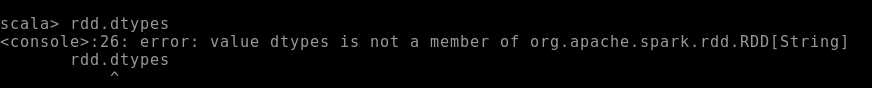 scala> rdd.dtypes
<console>:26: error: value dtypes is not a member of org.apache.spark.rdd.RDD[String]
       rdd.dtypes
           ^